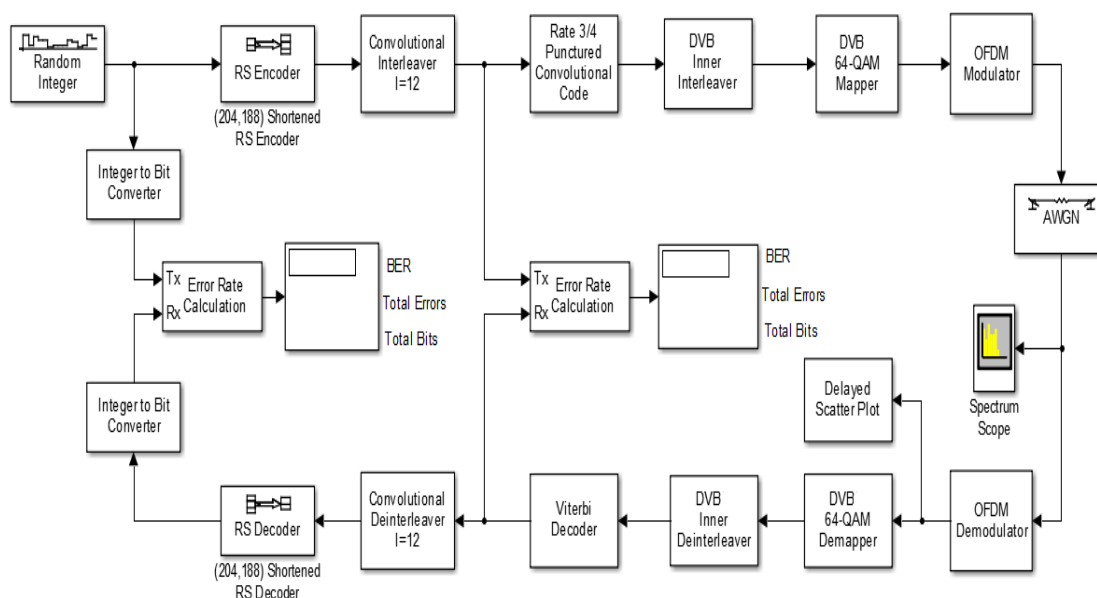 Random
Integer
RS Encoder
(204,188) Shortened
RS Encoder
Convolutional
Interleaver
I=12
Rate 3/4
Punctured
Convolutional
Code
DVB
Inner
Interleaver
DVB
64-QAM
Mapper
OFDM
Modulator
Integer to Bit
Converter
AWGN
Tx
Rx
Error Rate
Calculation
BER
Total Errors
Total Bits
Tx
Rx
Error Rate
Calculation
BER
Total Errors
Total Bits
Spectrum
Scope
Delayed
Scatter Plot
Integer to Bit
Converter
RS Decoder
(204,188) Shortened
RS Decoder
Convolutional
Deinterleaver
I=12
Viterbi
Decoder
DVB
Inner
Deinterleaver
DVB
64-QAM
Demapper
OFDM
Demodulator